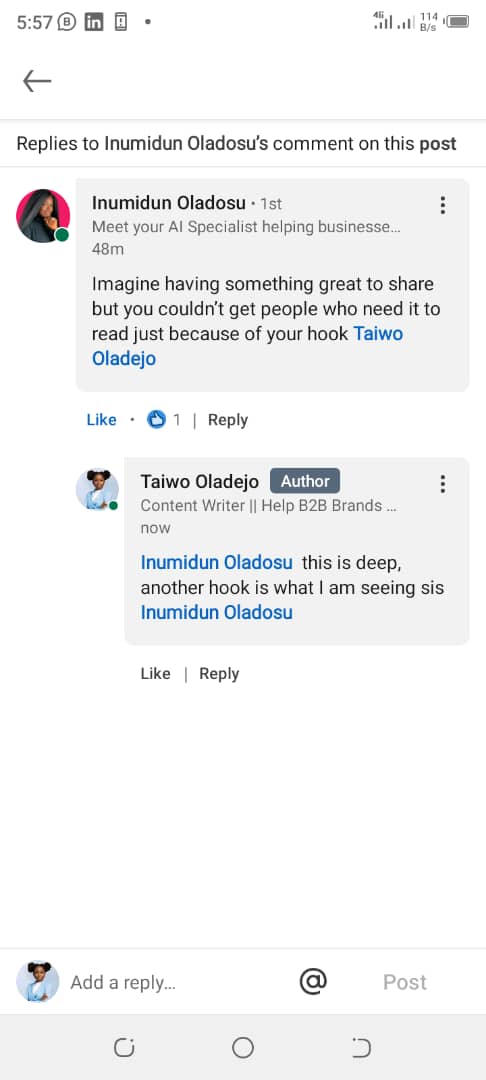 5:57
4G
114
B/s
Replies to Inumidun Oladosu's comment on this post
Inumidun Oladosu • 1st
Meet your AI Specialist helping businesse...
48m
Imagine having something great to share
but you couldn't get people who need it to
read just because of your hook Taiwo
Oladejo
Like • 1 | Reply
Taiwo Oladejo Author
Content Writer || Help B2B Brands ...
now
Inumidun Oladosu this is deep,
another hook is what I am seeing sis
Inumidun Oladosu
Like | Reply
Add a reply... @ Post